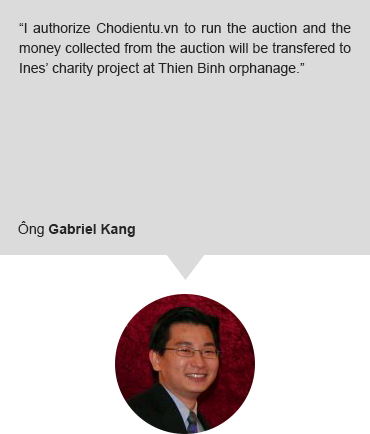 “I authorize Chodientu.vn to run the auction and the
money collected from the auction will be transfered to
Ines’ charity project at Thien Binh orphanage.”
Ông Gabriel Kang